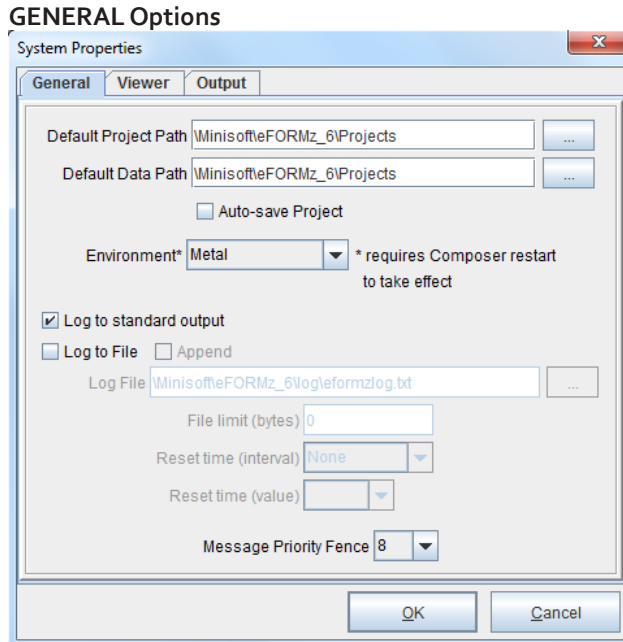 GENERAL Options
System Properties
General Viewer Output
Default Project Path \Minisoft\eFORMz_6\Projects ...
Default Data Path \Minisoft\eFORMz_6\Projects ...
Auto-save Project
Environment* Metal * requires Composer restart
to take effect
Log to standard output
Log to File Append
Log File \Minisoft\eFORMz_6\log\eformzlog.txt ...
File limit (bytes) 0
Reset time (interval) None
Reset time (value)
Message Priority Fence 8
OK Cancel